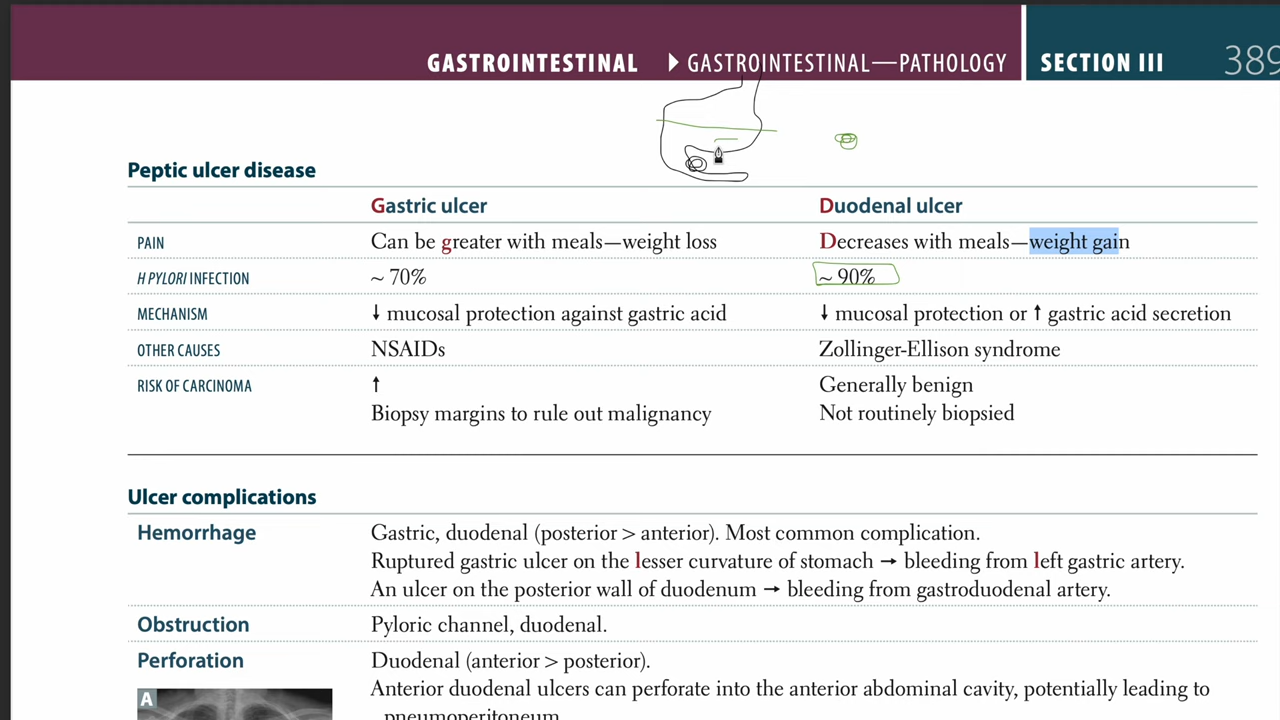 GASTROINTESTINAL ▶ GASTROINTESTINAL—PATHOLOGY SECTION III 389
Peptic ulcer disease
Gastric ulcer Duodenal ulcer
PAIN Can be greater with meals—weight loss Decreases with meals—weight gain
H PYLORI INFECTION ~ 70% ~ 90%
MECHANISM ↓ mucosal protection against gastric acid ↓ mucosal protection or ↑ gastric acid secretion
OTHER CAUSES NSAIDs Zollinger-Ellison syndrome
RISK OF CARCINOMA ↑ Generally benign
Biopsy margins to rule out malignancy Not routinely biopsied
Ulcer complications
Hemorrhage Gastric, duodenal (posterior > anterior). Most common complication.
Ruptured gastric ulcer on the lesser curvature of stomach → bleeding from left gastric artery.
An ulcer on the posterior wall of duodenum → bleeding from gastroduodenal artery.
Obstruction Pyloric channel, duodenal.
Perforation Duodenal (anterior > posterior).
A Anterior duodenal ulcers can perforate into the anterior abdominal cavity, potentially leading to
pneumoperitoneum